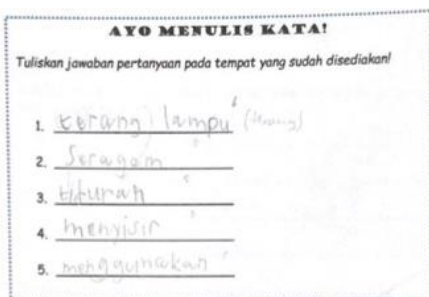 AYO MENULIS KATA!
Tuliskan jawaban pertanyaan pada tempat yang sudah disediakan!
1. terang) lampu
2. Seragam
3. tiduran
4. menyisir
5. menggunakan